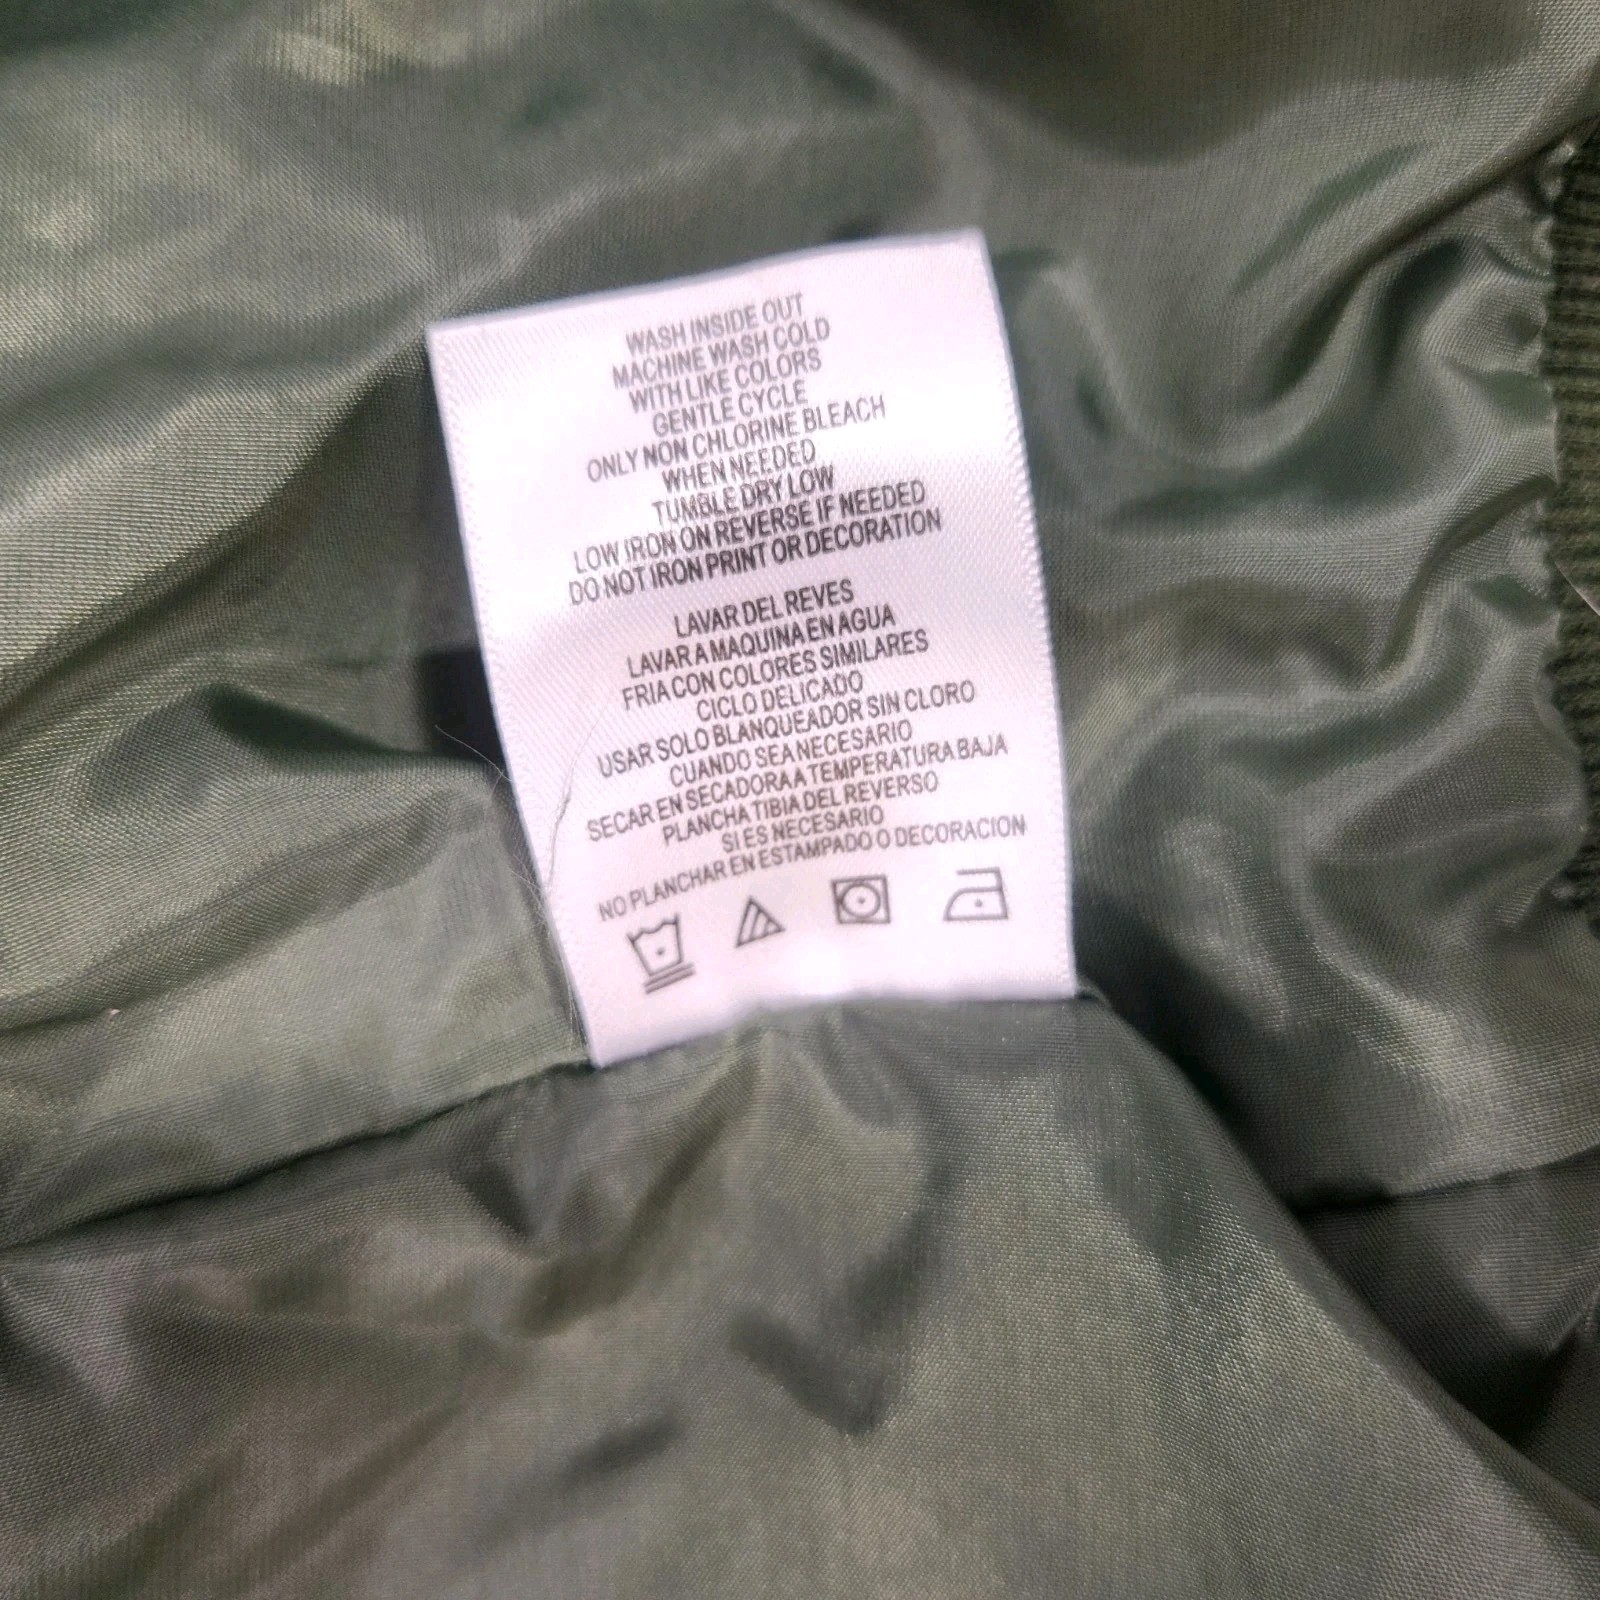 WASH INSIDE OUT
MACHINE WASH COLD
WITH LIKE COLORS
GENTLE CYCLE
ONLY NON CHLORINE BLEACH
WHEN NEEDED
TUMBLE DRY LOW
LOW IRON ON REVERSE IF NEEDED
DO NOT IRON PRINT OR DECORATION
LAVAR DEL REVES
LAVAR A MAQUINA EN AGUA
FRIA CON COLORES SIMILARES
CICLO DELICADO
USAR SOLO BLANQUEADOR SIN CLORO
CUANDO SEA NECESARIO
SECAR EN SECADORA A TEMPERATURA BAJA
PLANCHA TIBIA DEL REVERSO
SI ES NECESARIO
NO PLANCHAR EN ESTAMPADO O DECORACION